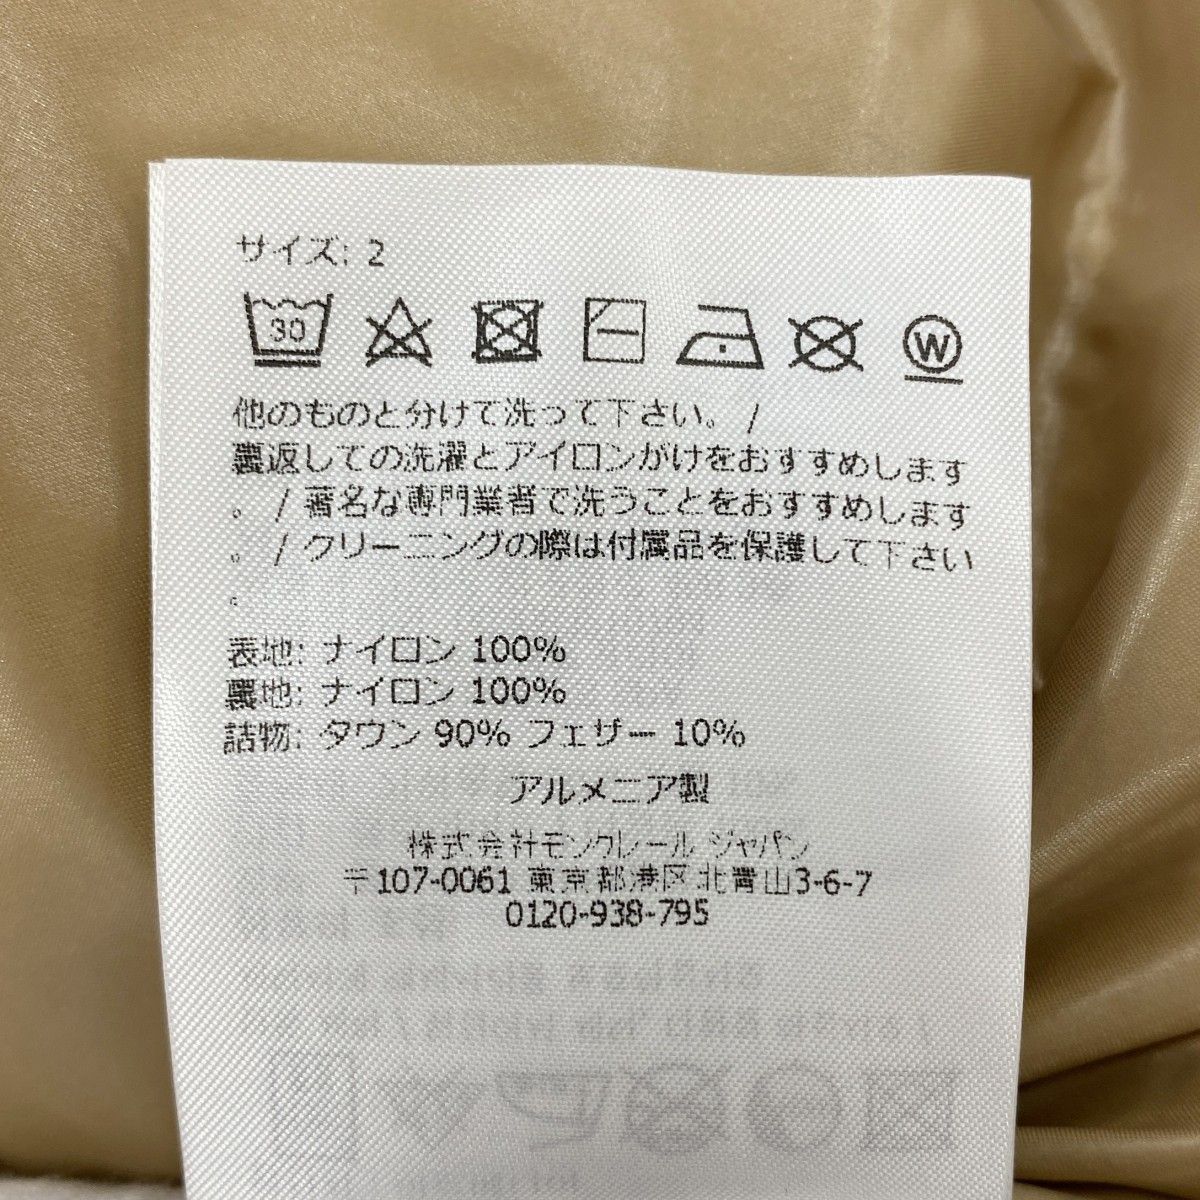 サイズ: 2
30
W
他のものと分けて洗って下さい。 /
裏返しての洗濯とアイロンがけをおすすめします
。 / 著名な専門業者で洗うことをおすすめします
。 / クリーニングの際は付属品を保護して下さい
。
表地: ナイロン 100%
裏地: ナイロン 100%
詰物: ダウン 90% フェザー 10%
アルメニア製
株式会社モンクレール ジャパン
〒107-0061 東京都港区北青山3-6-7
0120-938-795